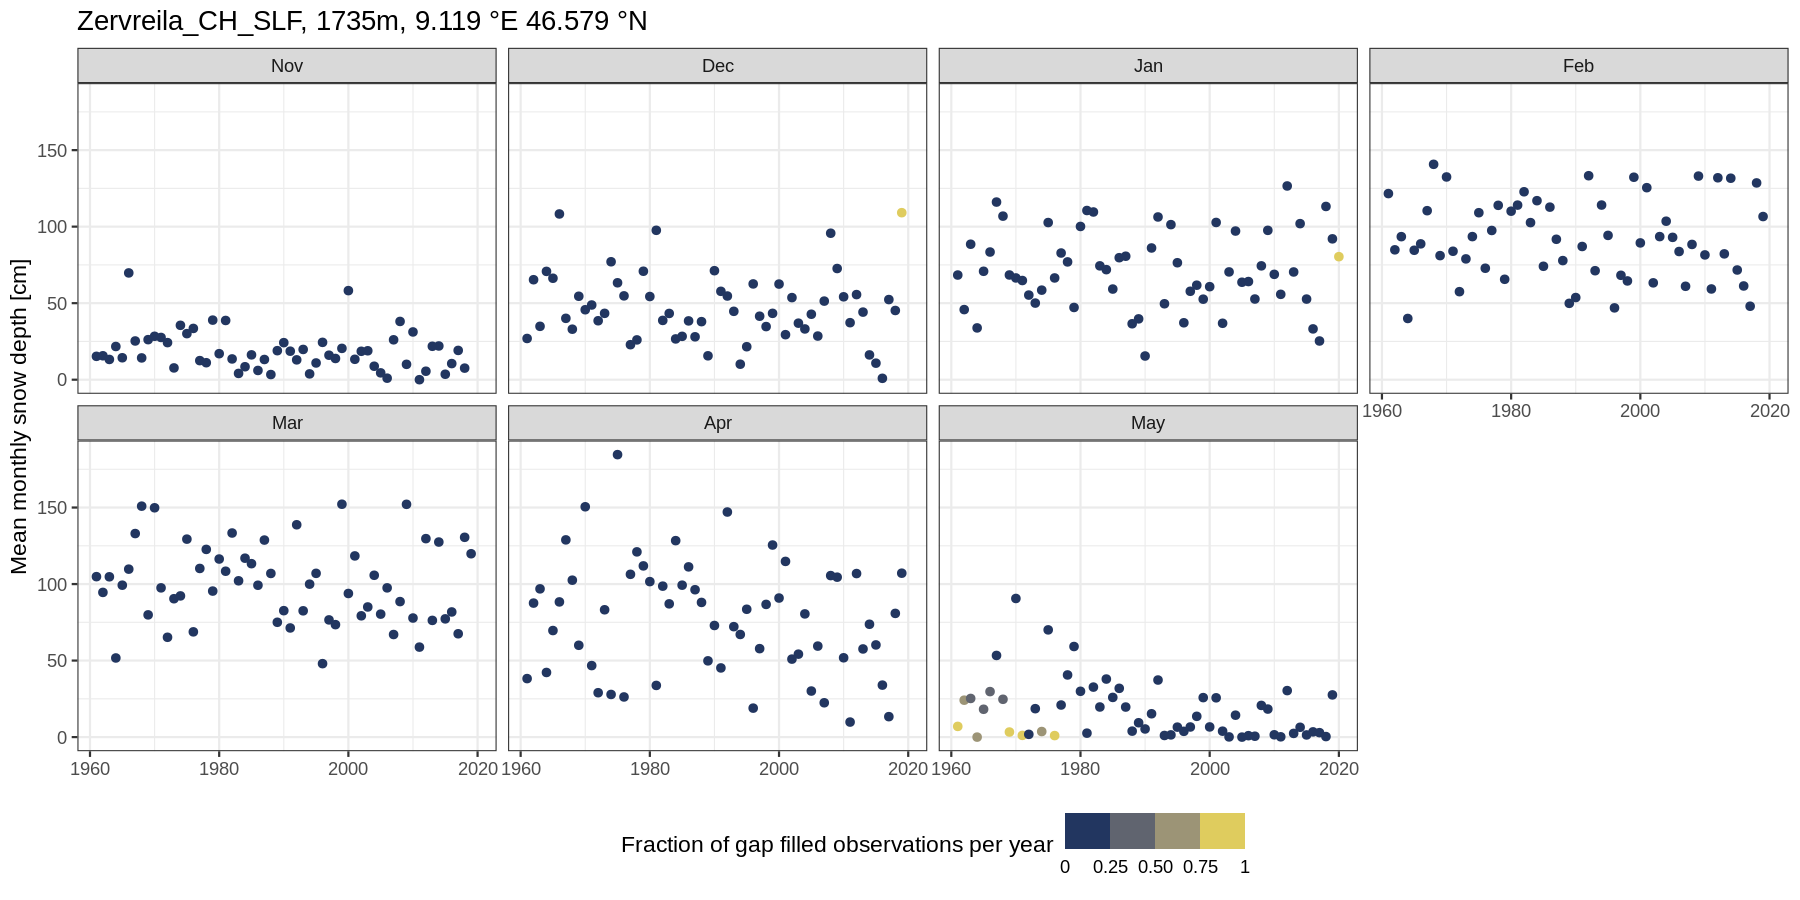 Zervreila_CH_SLF, 1735m, 9.119 °E 46.579 °N
Nov
Dec
Jan
Feb
150
100
50
0
1960
1980
2000
2020
Mean monthly snow depth [cm]
Mar
Apr
May
150
100
50
0
1960
1980
2000
2020
1960
1980
2000
2020
1960
1980
2000
2020
Fraction of gap filled observations per year
0
0.25
0.50
0.75
1